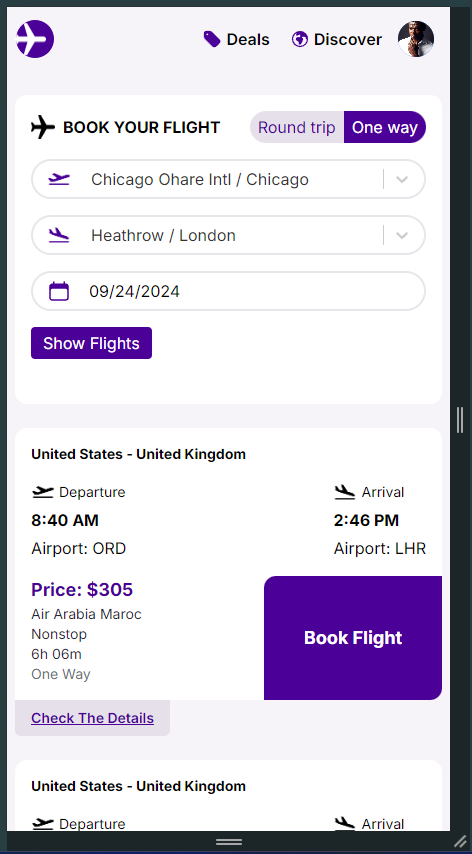 Deals Discover
BOOK YOUR FLIGHT Round trip One way
Chicago Ohare Intl / Chicago
Heathrow / London
09/24/2024
Show Flights
United States - United Kingdom
Departure Arrival
8:40 AM 2:46 PM
Airport: ORD Airport: LHR
Price: $305
Air Arabia Maroc
Nonstop
6h 06m
One Way
Book Flight
Check The Details
United States - United Kingdom
Departure Arrival